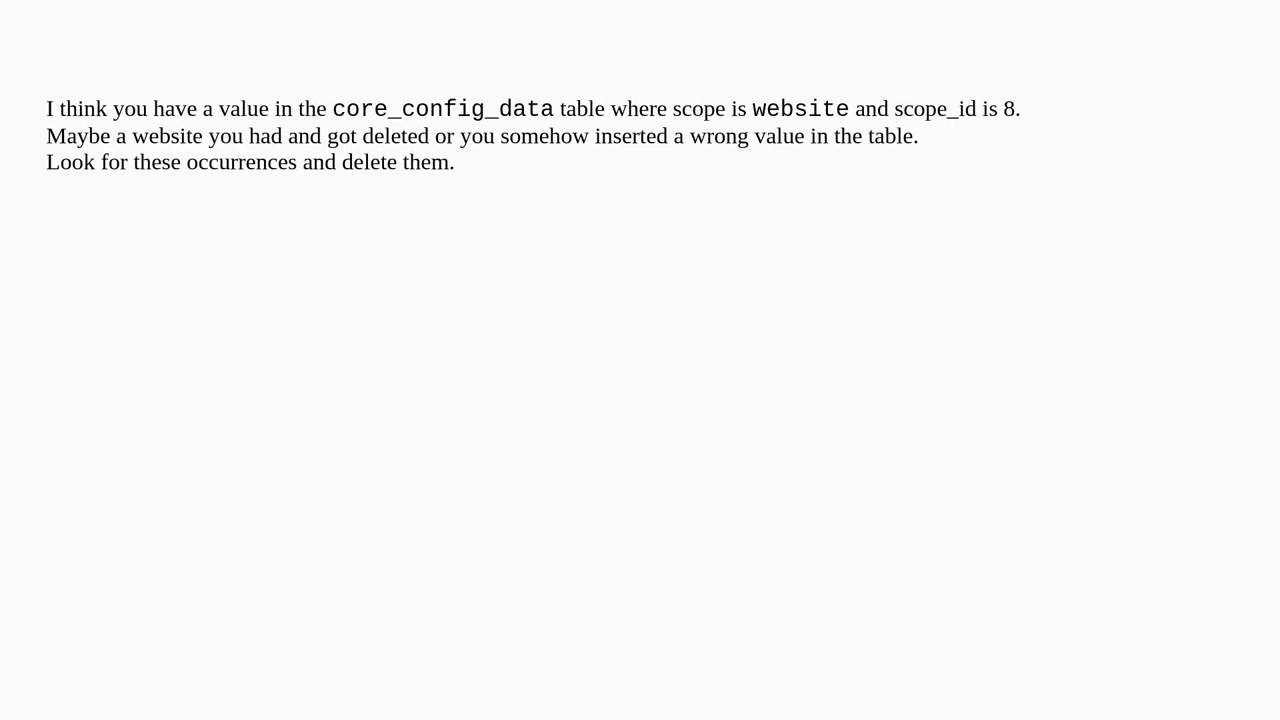 I think you have a value in the core_config_data table where scope is website and scope_id is 8.
Maybe a website you had and got deleted or you somehow inserted a wrong value in the table.
Look for these occurrences and delete them.